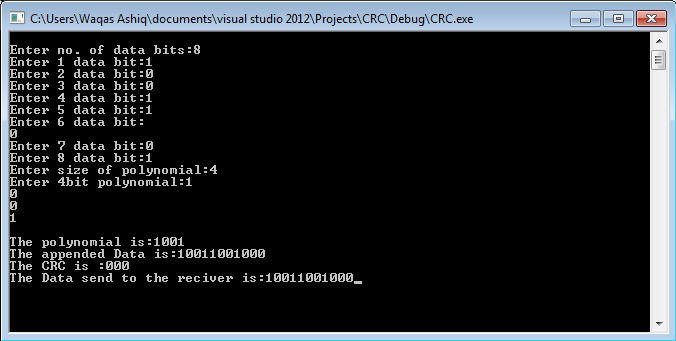 C:\Users\Waqas Ashiq\documents\visual studio 2012\Projects\CRC\Debug\CRC.exe
Enter no. of data bits:8
Enter 1 data bit:1
Enter 2 data bit:0
Enter 3 data bit:0
Enter 4 data bit:1
Enter 5 data bit:1
Enter 6 data bit:
0
Enter 7 data bit:0
Enter 8 data bit:1
Enter size of polynomial:4
Enter 4bit polynomial:1
0
0
1
The polynomial is:1001
The appended Data is:10011001000
The CRC is :000
The Data send to the reciver is:10011001000_